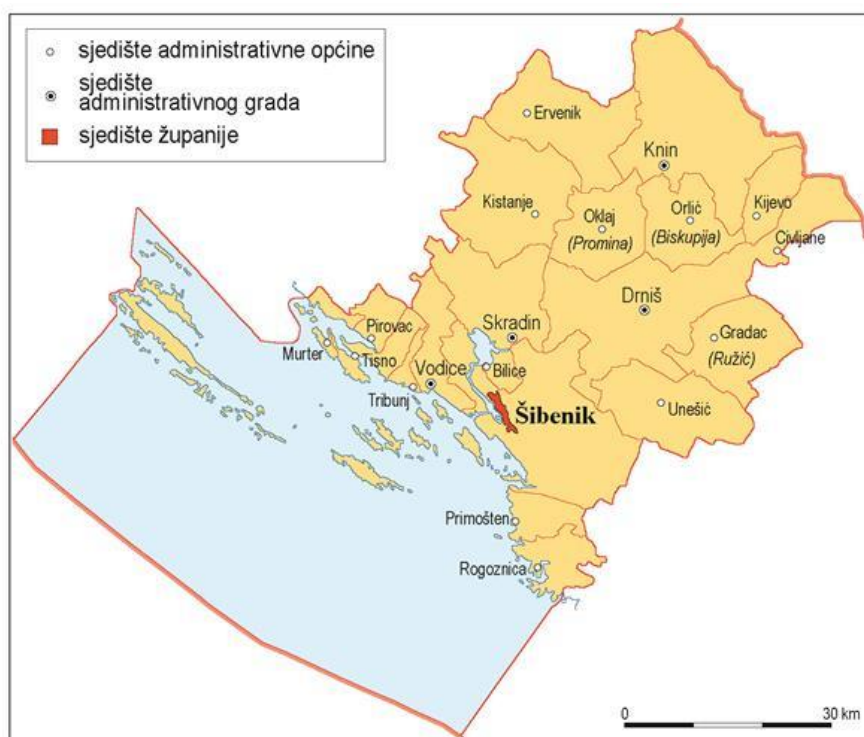 sjedište administrativne općine
sjedište
administrativnog grada
sjedište županije
Ervenik
Knin
Kistanje
Oklaj
(Promina)
Orlić
(Biskupija)
Kijevo
Civljane
Drniš
Skradin
Pirovac
Gradac
(Ružić)
Murter
Tisno
Vodice
Bilice
Tribunj
Šibenik
Unešić
Primošten
Rogoznica
0 30 km